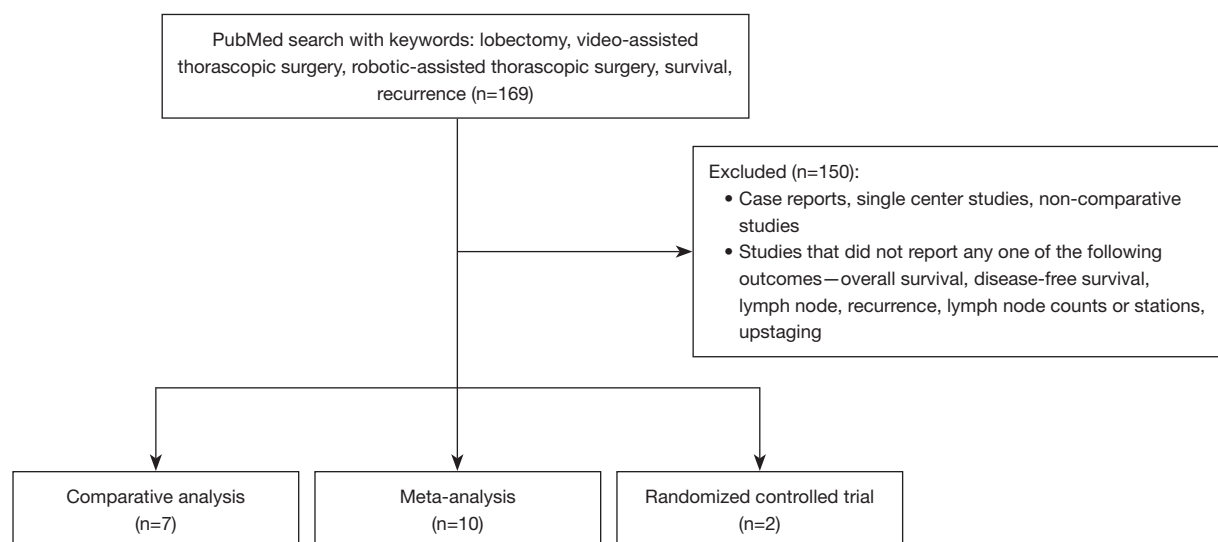 PubMed search with keywords: lobectomy, video-assisted
thorascopic surgery, robotic-assisted thorascopic surgery, survival,
recurrence (n=169)
Excluded (n=150):
• Case reports, single center studies, non-comparative
studies
• Studies that did not report any one of the following
outcomes—overall survival, disease-free survival,
lymph node, recurrence, lymph node counts or stations,
upstaging
Comparative analysis
(n=7)
Meta-analysis
(n=10)
Randomized controlled trial
(n=2)